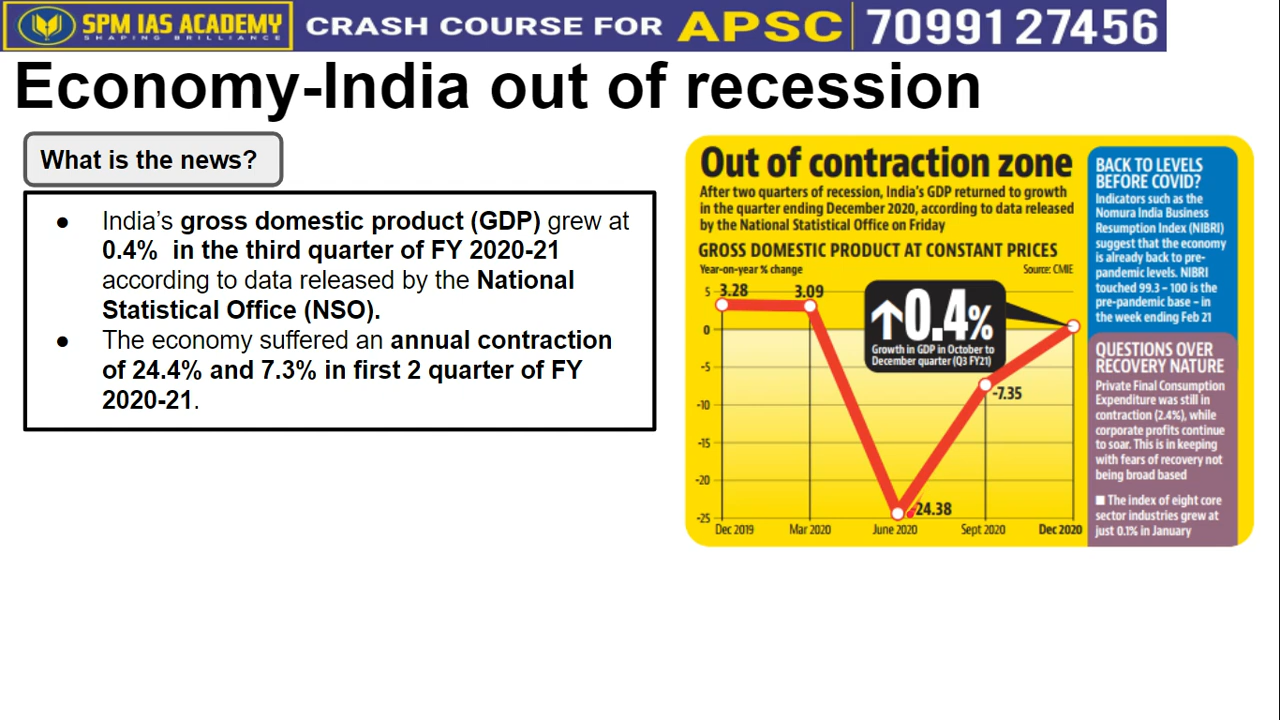 SPM IAS ACADEMY
SHAPING BRILLIANCE
CRASH COURSE FOR APSC 70991 27456
Economy-India out of recession
What is the news?
● India's gross domestic product (GDP) grew at
0.4% in the third quarter of FY 2020-21
according to data released by the National
Statistical Office (NSO).
● The economy suffered an annual contraction
of 24.4% and 7.3% in first 2 quarter of FY
2020-21.
Out of contraction zone
After two quarters of recession, India's GDP returned to growth
in the quarter ending December 2020, according to data released
by the National Statistical Office on Friday
GROSS DOMESTIC PRODUCT AT CONSTANT PRICES
Year-on-year % change
Source: CMIE
5
0
-5
-10
-15
-20
-25
3.28
3.09
-24.38
-7.35
↑0.4%
Growth in GDP in October to
December quarter (Q3 FY21)
Dec 2019
Mar 2020
June 2020
Sept 2020
Dec 2020
BACK TO LEVELS
BEFORE COVID?
Indicators such as the
Nomura India Business
Resumption Index (NIBRI)
suggest that the economy
is already back to pre-
pandemic levels. NIBRI
touched 99.3 – 100 is the
pre-pandemic base – in
the week ending Feb 21
QUESTIONS OVER
RECOVERY NATURE
Private Final Consumption
Expenditure was still in
contraction (2.4%), while
corporate profits continue
to soar. This is in keeping
with fears of recovery not
being broad based
■ The index of eight core
sector industries grew at
just 0.1% in January